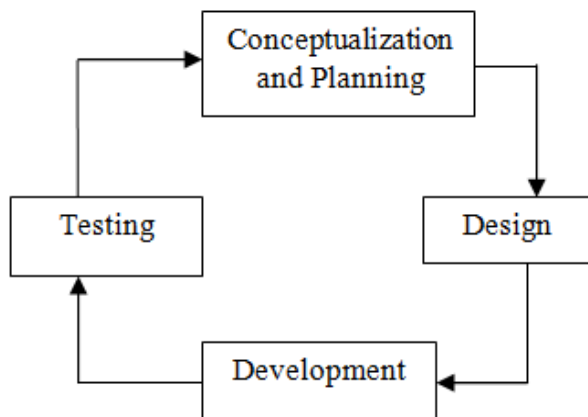 Conceptualization
and Planning
Testing
Design
Development